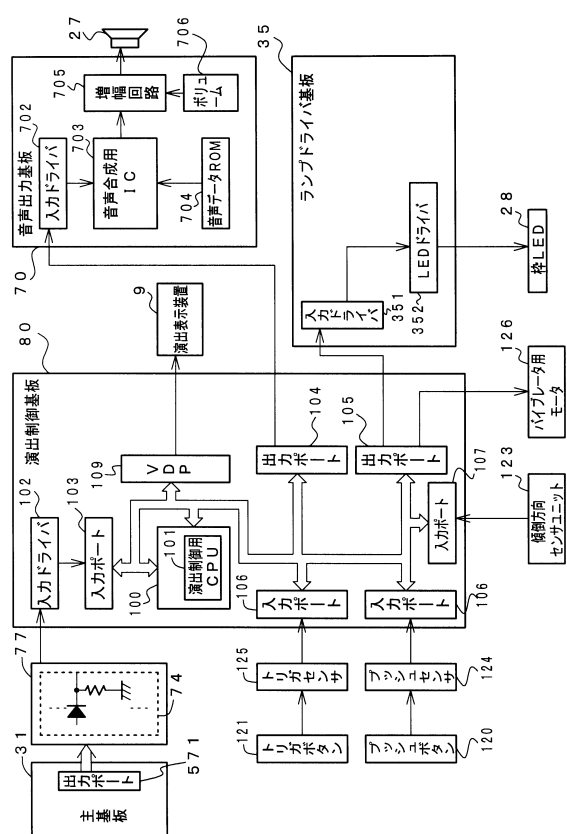 31
主基板
出力ポート
571
77
74
80
演出制御基板
102
入力ドライバ
103
入力ポート
100
101
演出制御用
CPU
109
VDP
9
演出表示装置
70
音声出力基板
702
入力ドライバ
703
音声合成用
IC
704
音声データROM
705
増幅
回路
706
ボリュ
ーム
27
104
出力ポート
105
出力ポート
106
入力ポート
106
入力ポート
107
入力ポート
35
ランプドライバ基板
入力
ドライバ
351
LEDドライバ
352
28
枠LED
126
バイブレータ用
モータ
123
傾倒方向
センサユニット
125
トリガセンサ
121
トリガボタン
124
プッシュセンサ
120
プッシュボタン